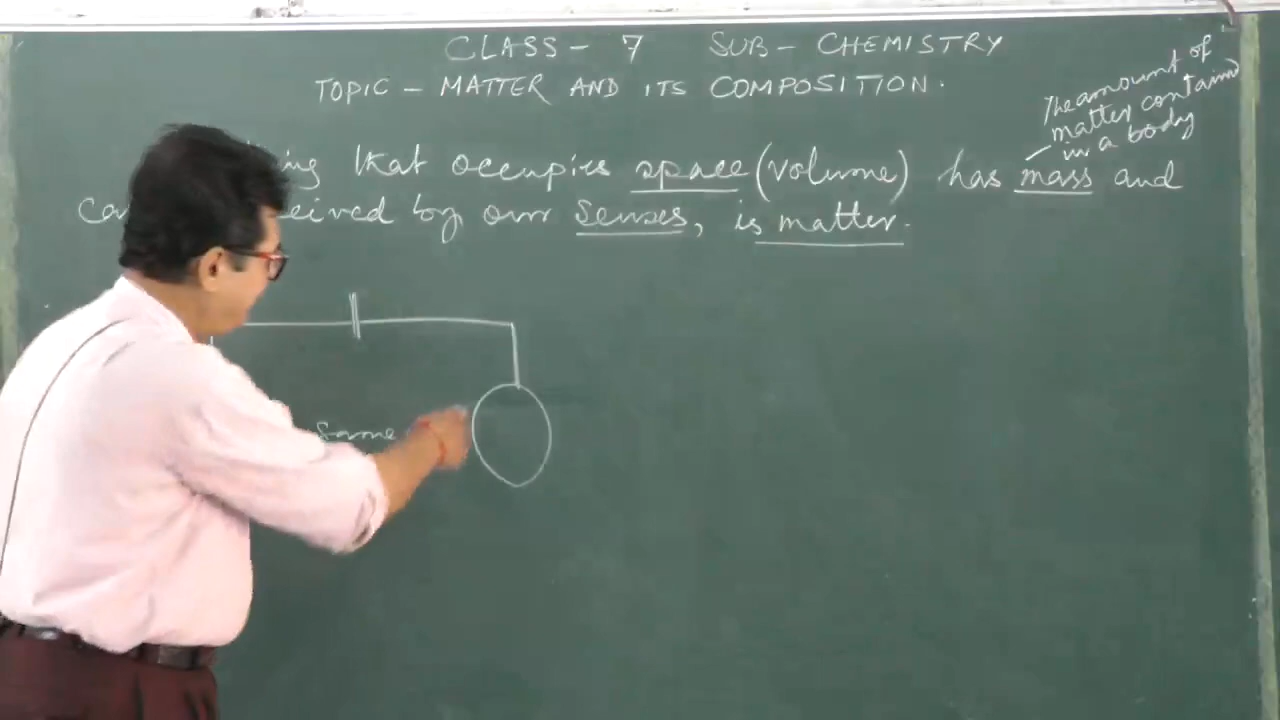 CLASS - 7 SUB - CHEMISTRY
TOPIC - MATTER AND ITS COMPOSITION.
The amount of
matter contained
in a body
that occupies space (volume) has mass and
by our senses, is matter.
Same